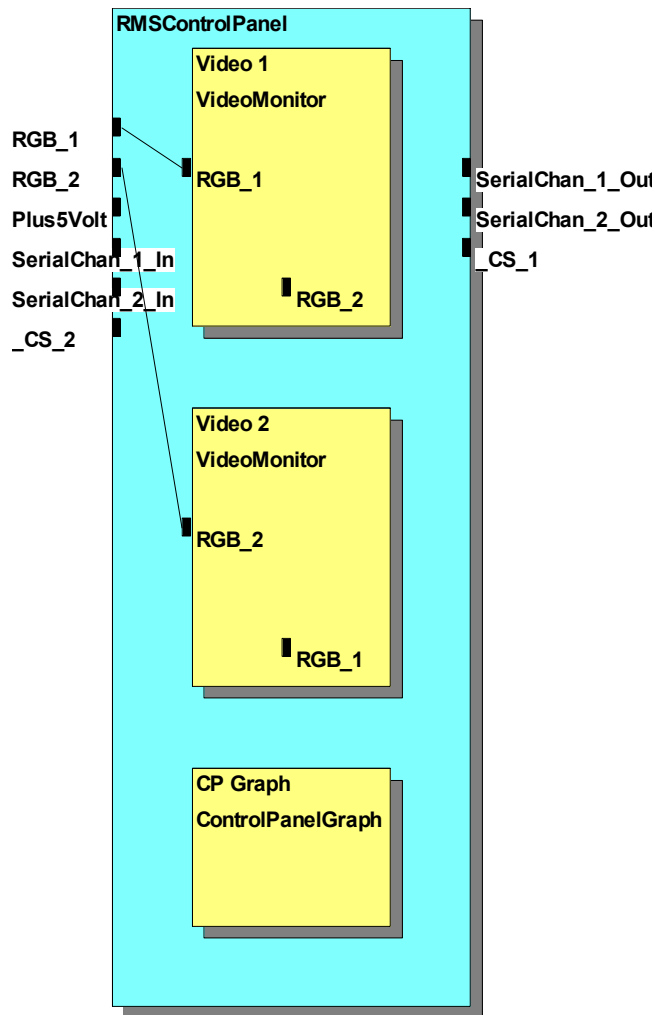 RMSControlPanel
Video 1
VideoMonitor
RGB_1
RGB_2
Plus5Volt
SerialChan_1_In
SerialChan_2_In
_CS_2
RGB_1
RGB_2
SerialChan_1_Out
SerialChan_2_Out
_CS_1
Video 2
VideoMonitor
RGB_2
RGB_1
CP Graph
ControlPanelGraph